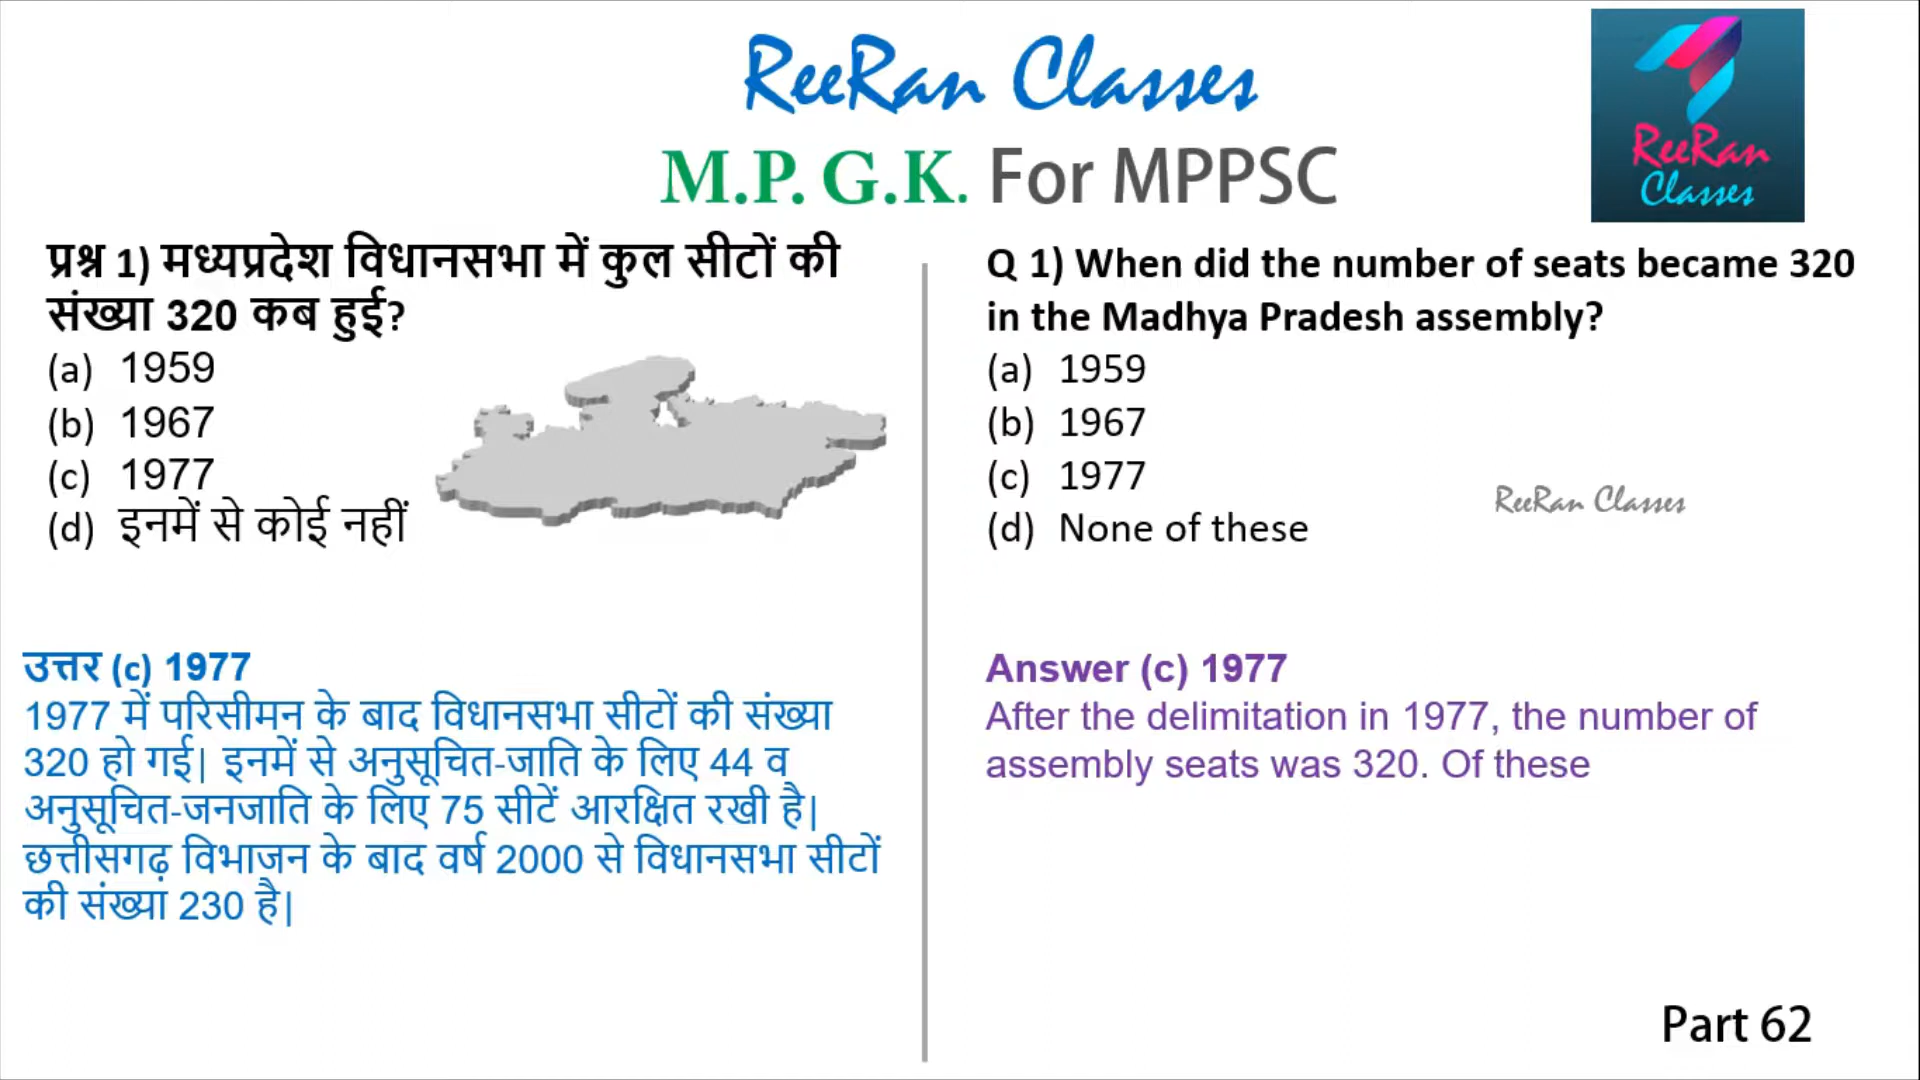 ReeRan Classes
M.P. G.K. For MPPSC
ReeRan
Classes
प्रश्न 1) मध्यप्रदेश विधानसभा में कुल सीटों की
संख्या 320 कब हुई?
(a) 1959
(b) 1967
(c) 1977
(d) इनमें से कोई नहीं
उत्तर (c) 1977
1977 में परिसीमन के बाद विधानसभा सीटों की संख्या
320 हो गई| इनमें से अनुसूचित-जाति के लिए 44 व
अनुसूचित-जनजाति के लिए 75 सीटें आरक्षित रखी है|
छत्तीसगढ़ विभाजन के बाद वर्ष 2000 से विधानसभा सीटों
की संख्या 230 है|
Q 1) When did the number of seats became 320
in the Madhya Pradesh assembly?
(a) 1959
(b) 1967
(c) 1977
(d) None of these
ReeRan Classes
Answer (c) 1977
After the delimitation in 1977, the number of
assembly seats was 320. Of these
Part 62